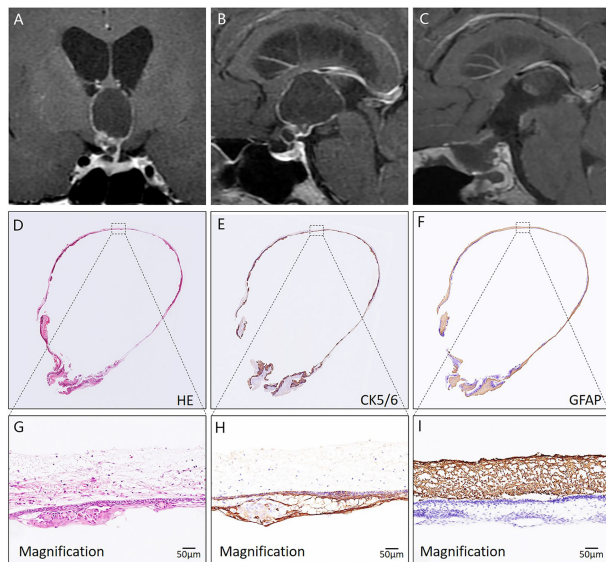 A
B
C
D
E
F
HE
CK5/6
GFAP
G
H
I
Magnification
50μm
Magnification
50μm
Magnification
50μm